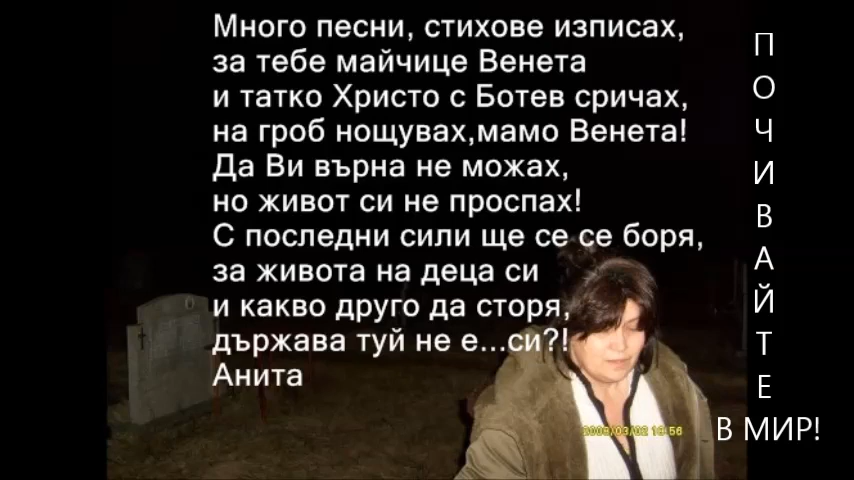 Много песни, стихове изписах,
за тебе майчице Венета
и татко Христо с Ботев сричах,
на гроб нощувах,мамо Венета!
Да Ви върна не можах,
но живот си не проспах!
С последни сили ще се се боря,
за живота на деца си
и какво друго да сторя,
държава туй не е...си?!
Анита
ПОЧИВАЙТЕ
В МИР!
2008/03/02 19:56